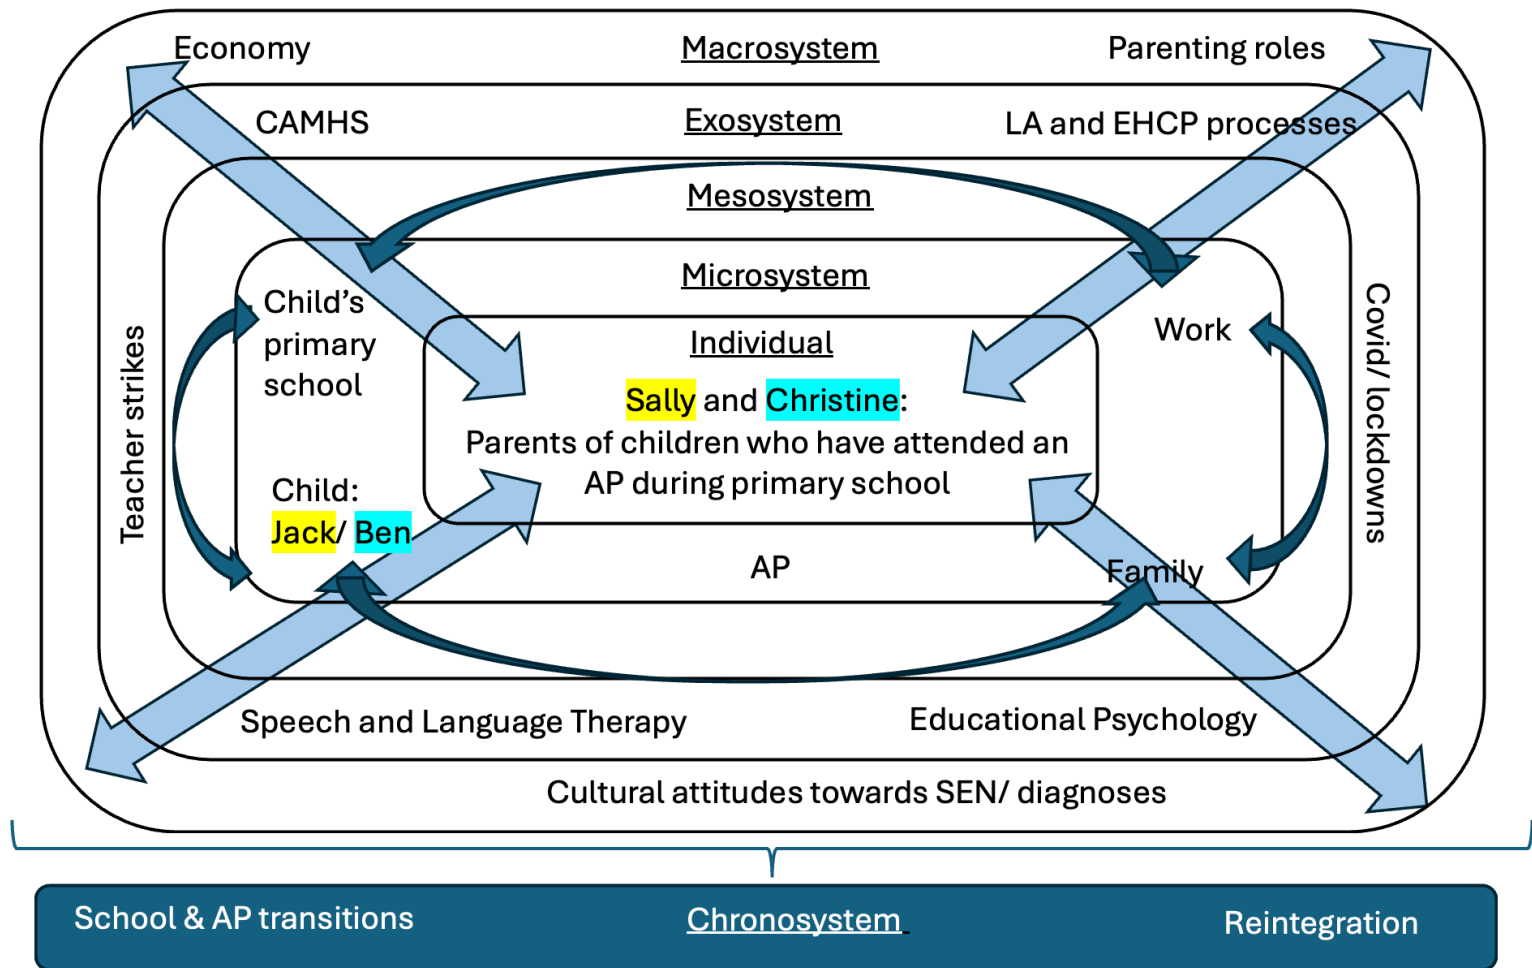 Economy
Macrosystem
Parenting roles
CAMHS
Exosystem
LA and EHCP processes
Mesosystem
Microsystem
Child’s
primary
school
Individual
Work
Sally and Christine:
Parents of children who have attended an
AP during primary school
Teacher strikes
Covid/ lockdowns
Child:
Jack/ Ben
AP
Family
Speech and Language Therapy
Educational Psychology
Cultural attitudes towards SEN/ diagnoses
School & AP transitions
Chronosystem
Reintegration